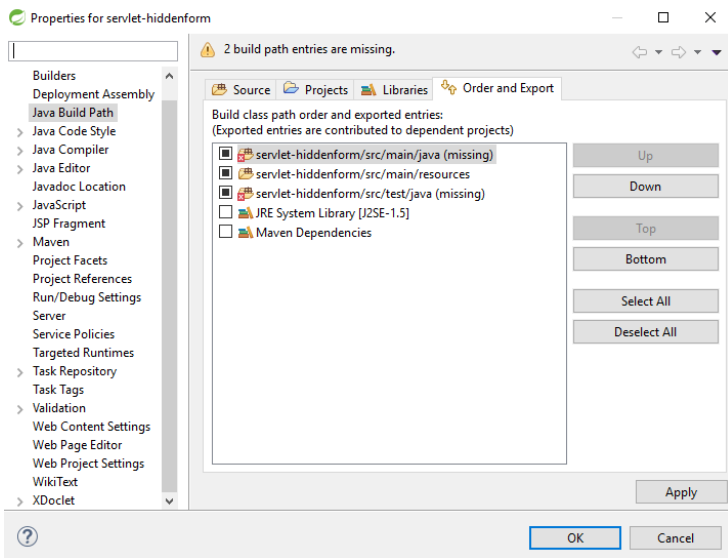 Properties for servlet-hiddenform
2 build path entries are missing.
Builders
Deployment Assembly
Java Build Path
Java Code Style
Java Compiler
Java Editor
Javadoc Location
JavaScript
JSP Fragment
Maven
Project Facets
Project References
Run/Debug Settings
Server
Service Policies
Targeted Runtimes
Task Repository
Task Tags
Validation
Web Content Settings
Web Page Editor
Web Project Settings
WikiText
XDoclet
Source Projects Libraries Order and Export
Build class path order and exported entries:
(Exported entries are contributed to dependent projects)
servlet-hiddenform/src/main/java (missing)
servlet-hiddenform/src/main/resources
servlet-hiddenform/src/test/java (missing)
JRE System Library [J2SE-1.5]
Maven Dependencies
Up
Down
Top
Bottom
Select All
Deselect All
Apply
OK Cancel